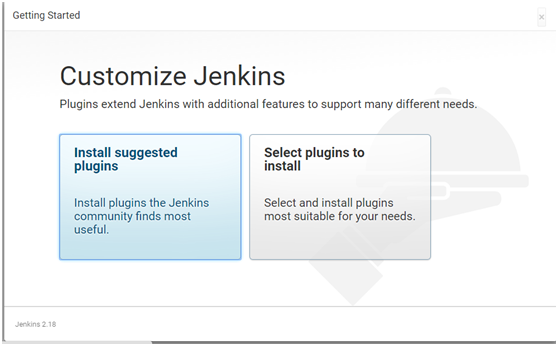 Getting Started
×
Customize Jenkins
Plugins extend Jenkins with additional features to support many different needs.
Install suggested
plugins
Install plugins the Jenkins
community finds most
useful.
Select plugins to
install
Select and install plugins
most suitable for your needs.
Jenkins 2.18